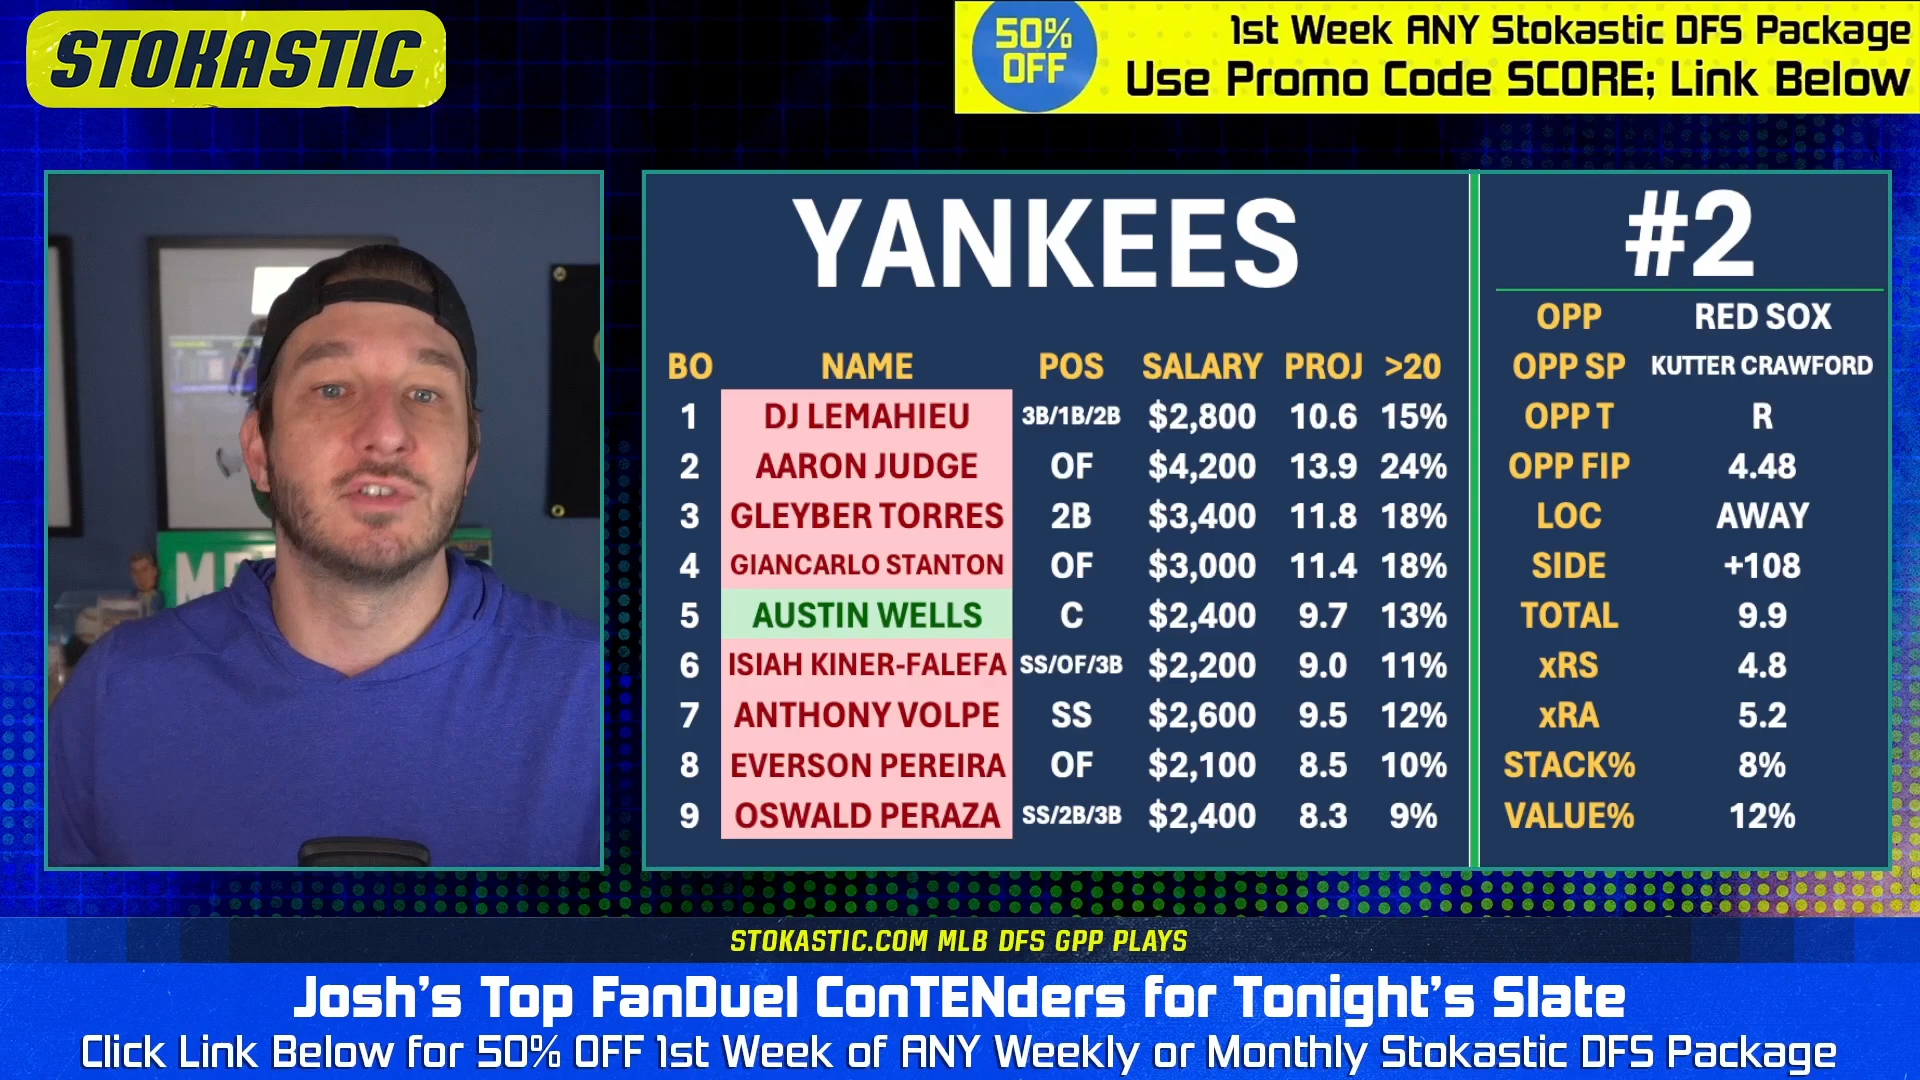 STOKASTIC
50% OFF
1st Week ANY Stokastic DFS Package
Use Promo Code SCORE; Link Below
YANKEES
BO NAME POS SALARY PROJ >20
1 DJ LEMAHIEU 3B/1B/2B $2,800 10.6 15%
2 AARON JUDGE OF $4,200 13.9 24%
3 GLEYBER TORRES 2B $3,400 11.8 18%
4 GIANCARLO STANTON OF $3,000 11.4 18%
5 AUSTIN WELLS C $2,400 9.7 13%
6 ISIAH KINER-FALEFA SS/OF/3B $2,200 9.0 11%
7 ANTHONY VOLPE SS $2,600 9.5 12%
8 EVERSON PEREIRA OF $2,100 8.5 10%
9 OSWALD PERAZA SS/2B/3B $2,400 8.3 9%
#2
OPP RED SOX
OPP SP KUTTER CRAWFORD
OPP T R
OPP FIP 4.48
LOC AWAY
SIDE +108
TOTAL 9.9
xRS 4.8
xRA 5.2
STACK% 8%
VALUE% 12%
STOKASTIC.COM MLB DFS GPP PLAYS
Josh's Top FanDuel ConTENders for Tonight's Slate
Click Link Below for 50% OFF 1st Week of ANY Weekly or Monthly Stokastic DFS Package